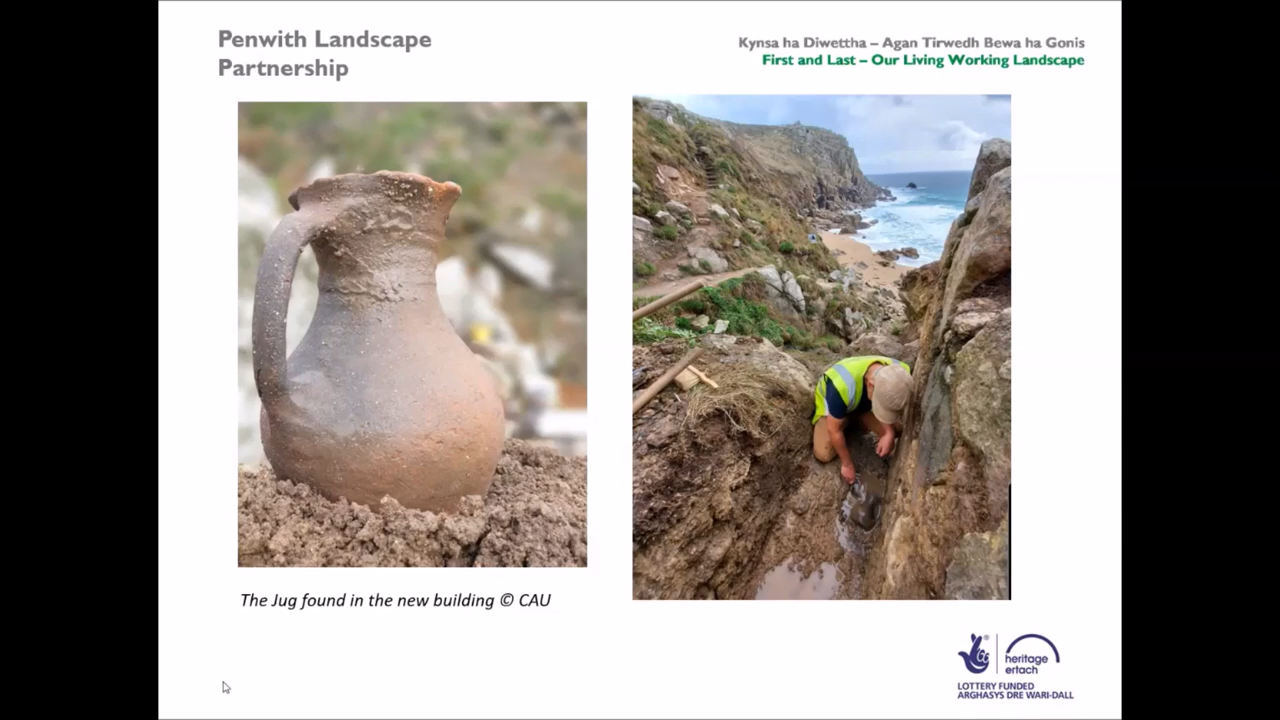 Penwith Landscape
Partnership
Kynsa ha Diwettha – Agan Tirwedh Bewa ha Gonis
First and Last – Our Living Working Landscape
The Jug found in the new building © CAU
heritage
ertach
LOTTERY FUNDED
ARGHASYS DRE WARI-DALL